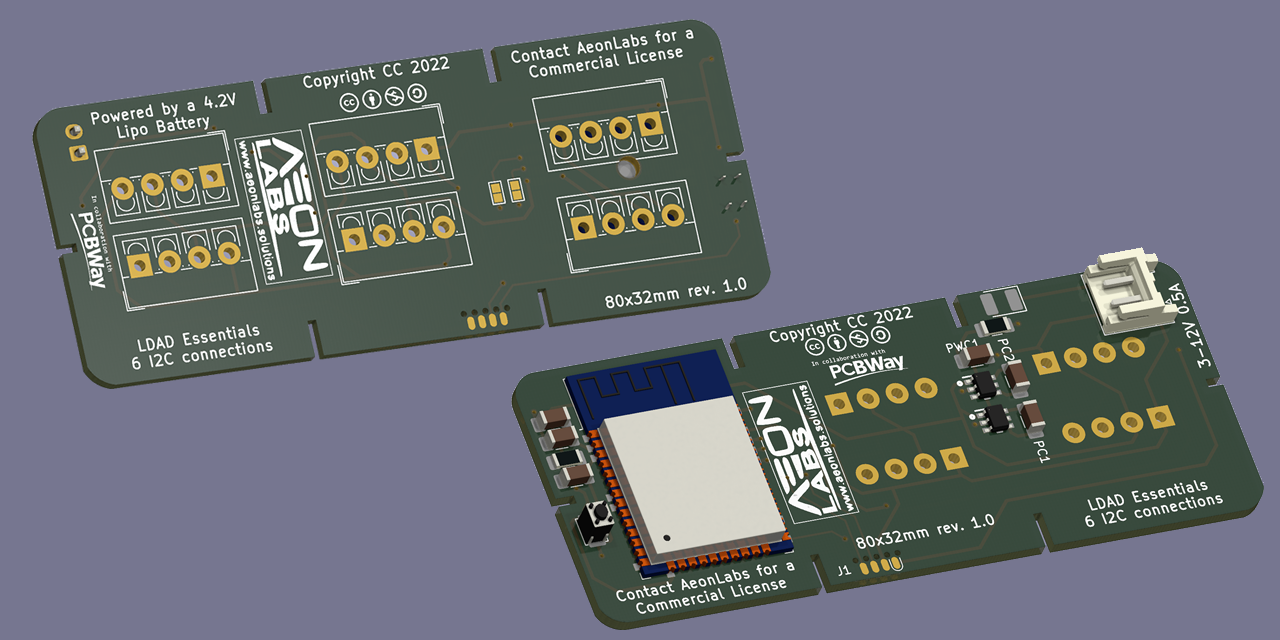 Powered by a 4.2V
Lipo Battery
Copyright CC 2022
cc
Contact AeonLabs for a
Commercial License
AEON
LABS
www.aeonlabs.solutions
In collaboration with
PCBWay
LDAD Essentials
6 I2C connections
80x32mm rev. 1.0
Copyright CC 2022
cc
In collaboration with
PCBWay
AEON
LABS
www.aeonlabs.solutions
PWC1
PC2
PC1
3-12V 0.5A
LDAD Essentials
6 I2C connections
80x32mm rev. 1.0
J1
Contact AeonLabs for a
Commercial License